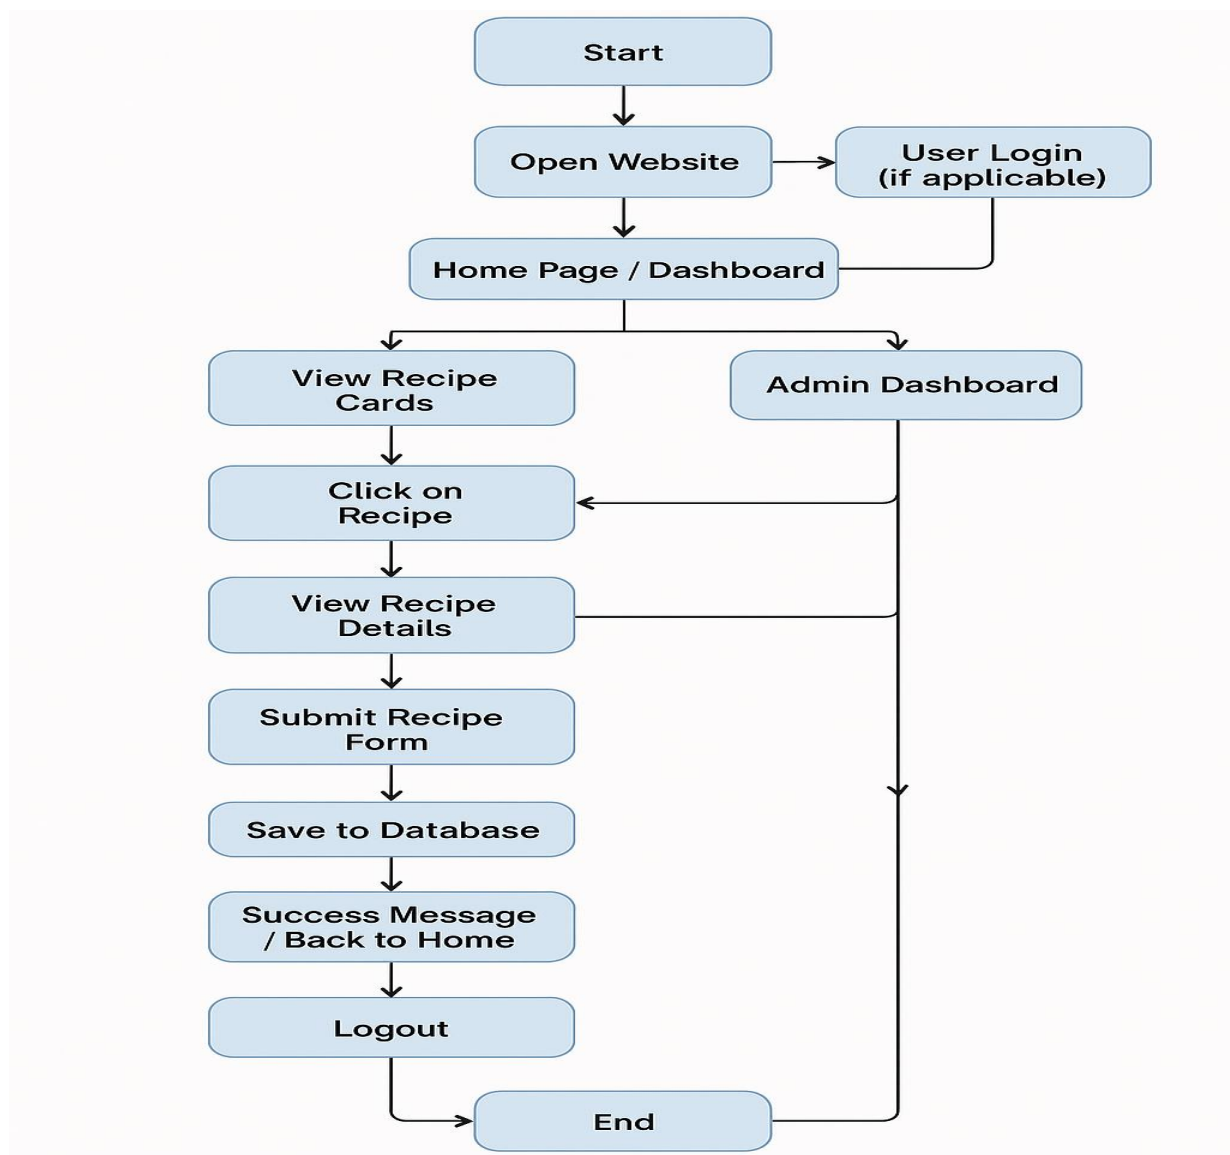 Start
Open Website
User Login
(if applicable)
Home Page / Dashboard
View Recipe
Cards
Admin Dashboard
Click on
Recipe
View Recipe
Details
Submit Recipe
Form
Save to Database
Success Message
/ Back to Home
Logout
End